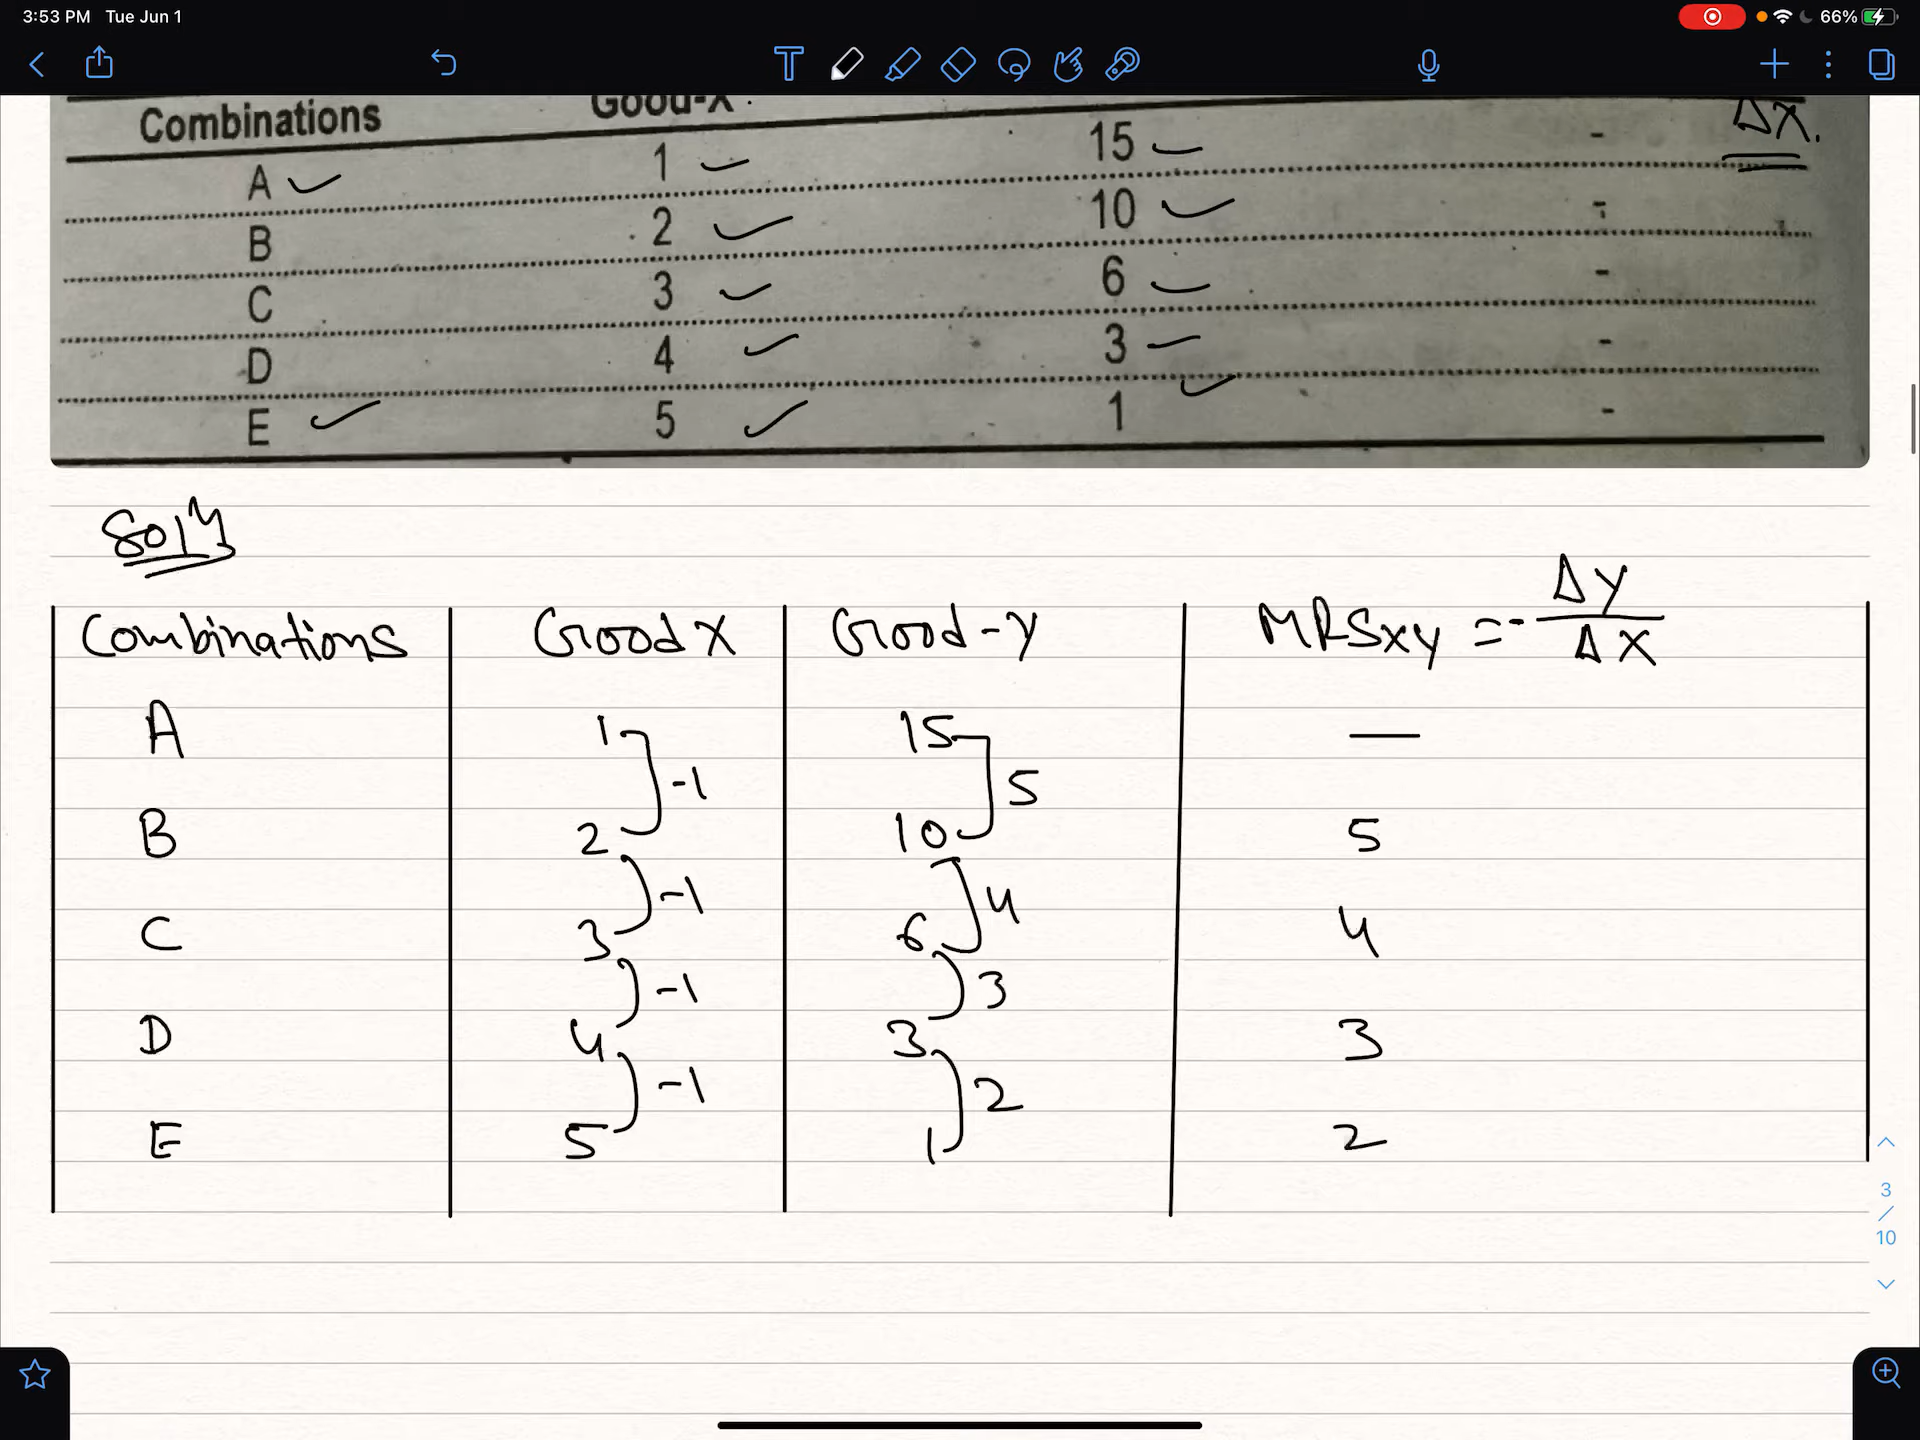 3:53 PM Tue Jun 1
66%
Combinations Good-X ΔX.
A 1 15 -
B 2 10 -
C 3 6 -
D 4 3 -
E 5 1 -
Solⁿ
Combinations Good X Good-Y MRSxy = - ΔY / ΔX
A 1 15 —
-1 5
B 2 10 5
-1 4
C 3 6 4
-1 3
D 4 3 3
-1 2
E 5 1 2
3
/
10